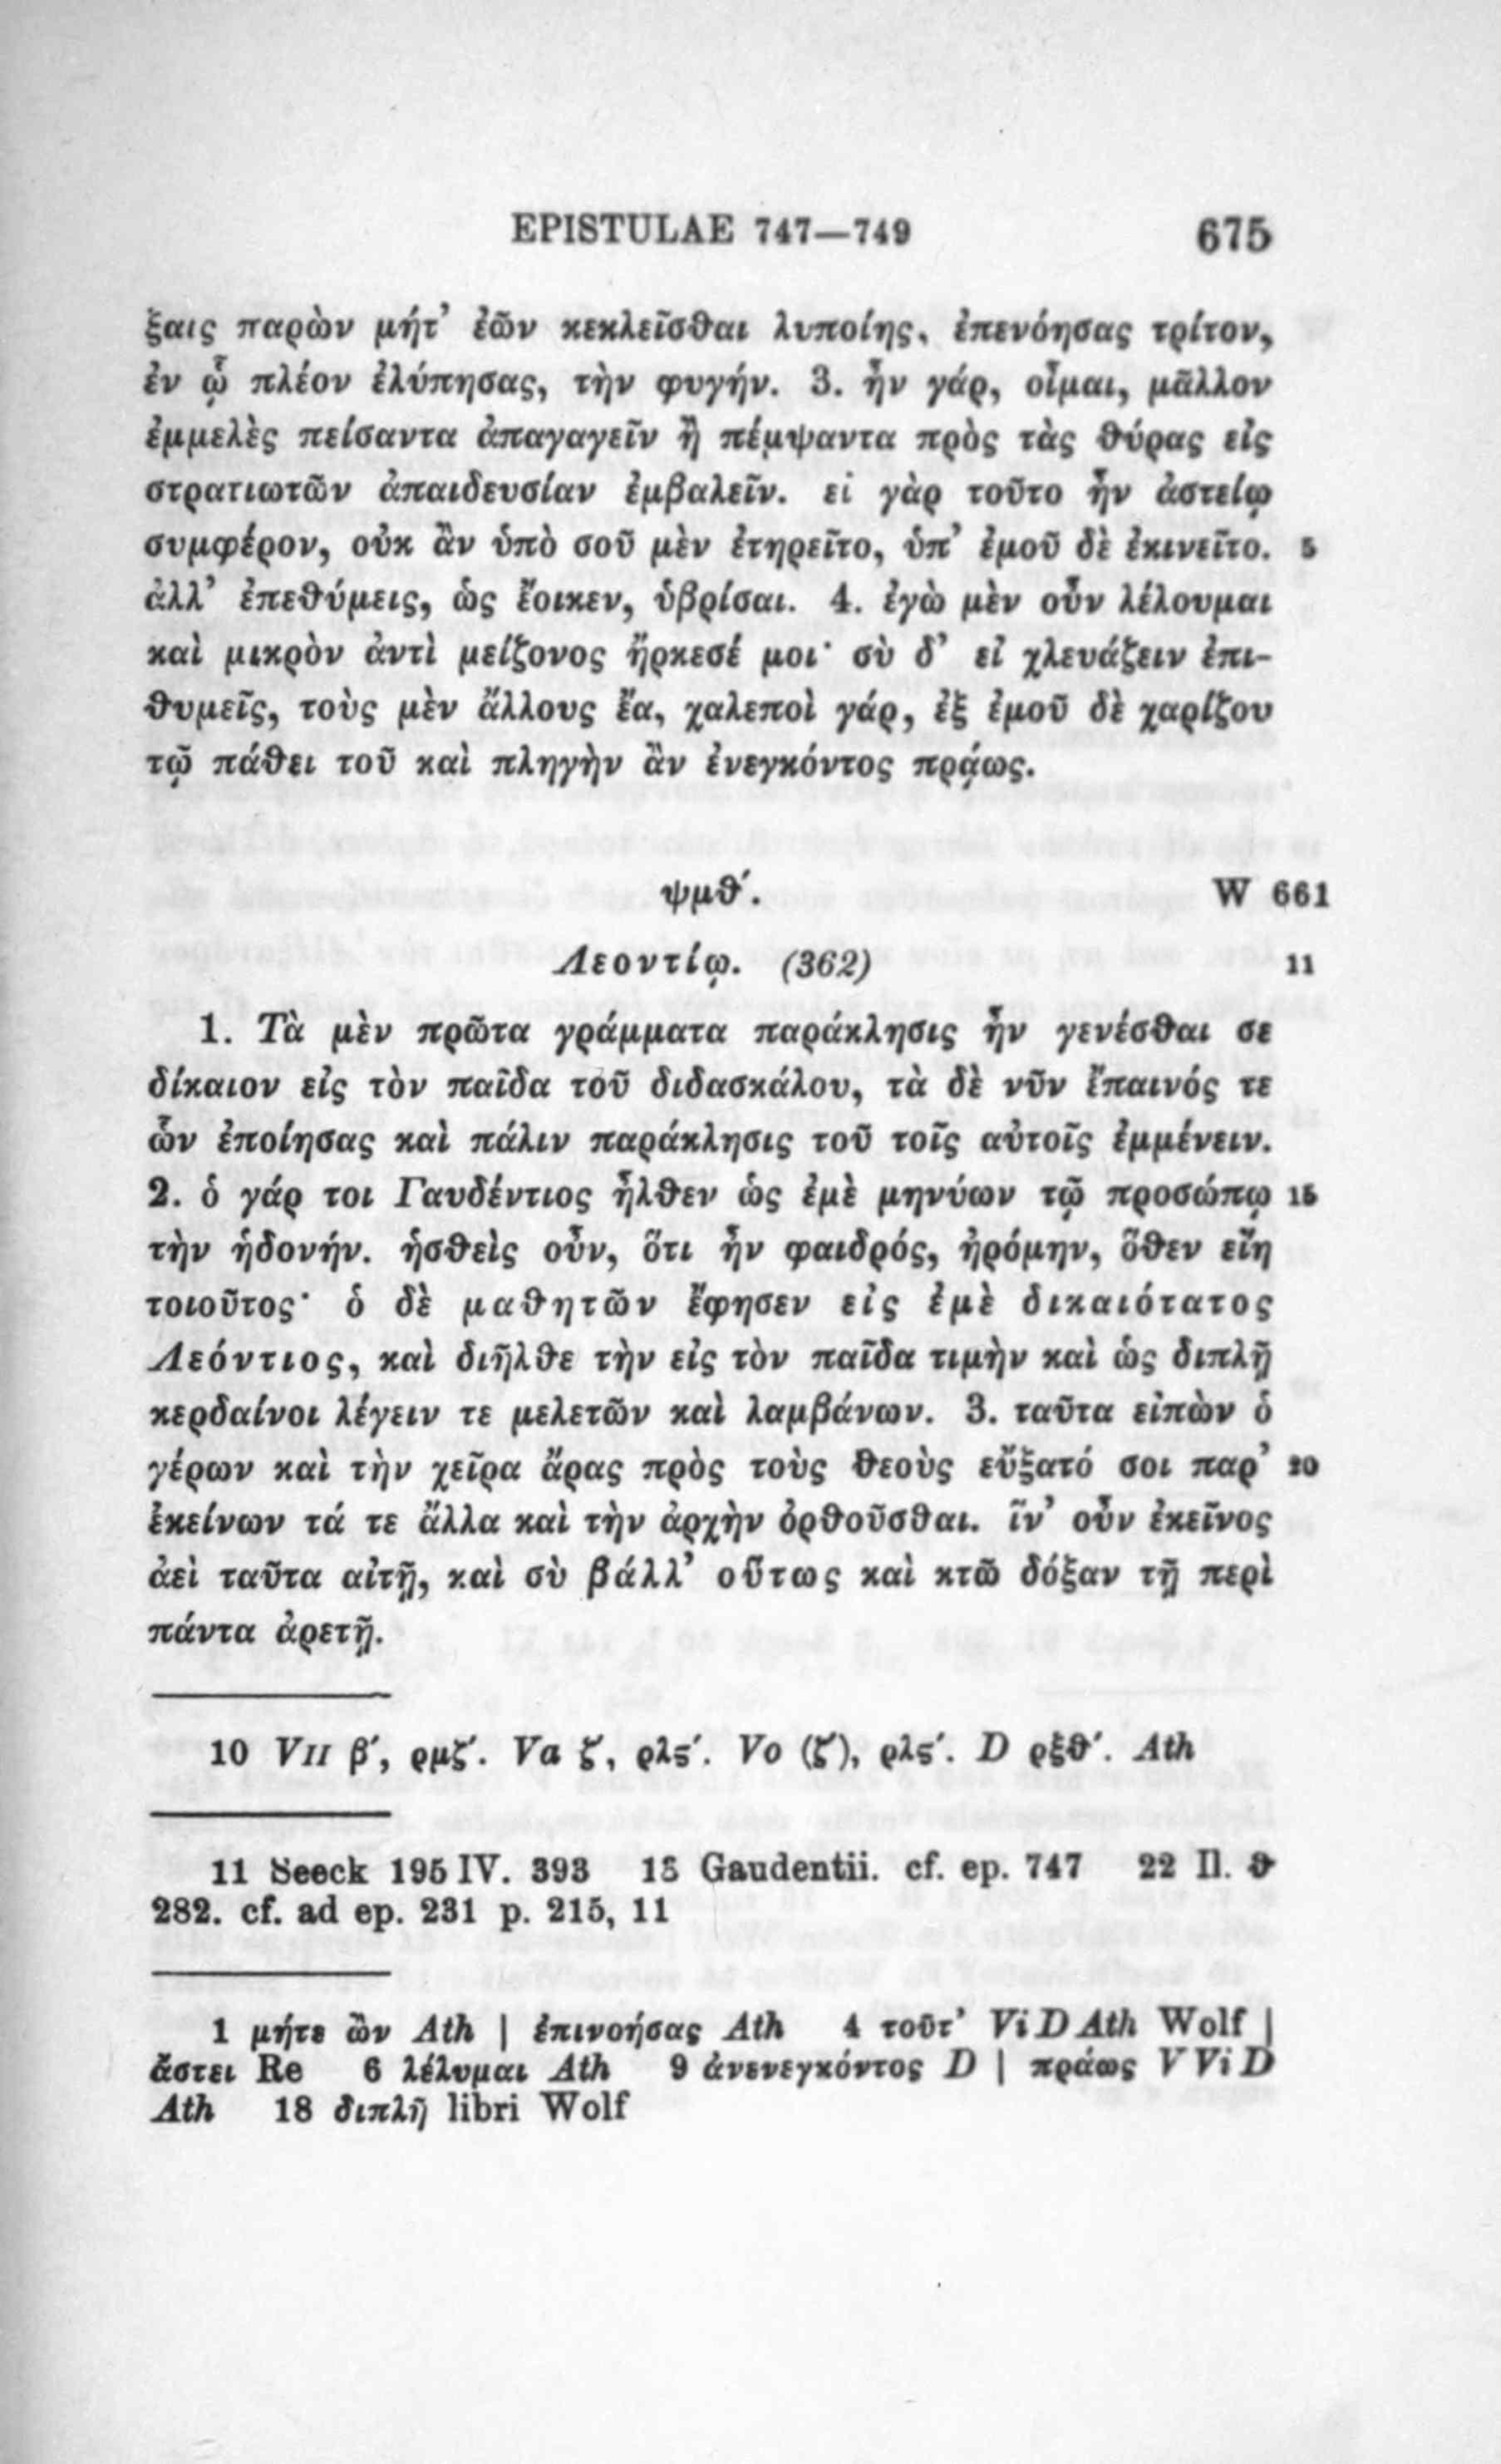 EPISTULAE 747—749 675
ξαις παρὼν μήτ’ ἐῶν κεκλεῖσθαι λυποίης, ἐπενόησας τρίτον,
ἐν ᾧ πλέον ἐλύπησας, τὴν φυγήν. 3. ἦν γάρ, οἶμαι, μᾶλλον
ἐμμελὲς πείσαντα ἀπαγαγεῖν ἢ πέμψαντα πρὸς τὰς θύρας εἰς
στρατιωτῶν ἀπαιδευσίαν ἐμβαλεῖν. εἰ γὰρ τοῦτο ἦν ἀστείῳ
συμφέρον, οὐκ ἂν ὑπὸ σοῦ μὲν ἐτηρεῖτο, ὑπ’ ἐμοῦ δὲ ἐκινεῖτο. 5
ἀλλ’ ἐπεθύμεις, ὡς ἔοικεν, ὑβρίσαι. 4. ἐγὼ μὲν οὖν λέλουμαι
καὶ μικρὸν ἀντὶ μείζονος ἤρκεσέ μοι· σὺ δ’ εἰ χλευάζειν ἐπι-
θυμεῖς, τοὺς μὲν ἄλλους ἔα, χαλεποὶ γάρ, ἐξ ἐμοῦ δὲ χαρίζου
τῷ πάθει τοῦ καὶ πληγὴν ἂν ἐνεγκόντος πρᾴως.
ψμθ΄. W 661
Λεοντίῳ. (362) 11
1. Τὰ μὲν πρῶτα γράμματα παράκλησις ἦν γενέσθαι σε
δίκαιον εἰς τὸν παῖδα τοῦ διδασκάλου, τὰ δὲ νῦν ἔπαινός τε
ὧν ἐποίησας καὶ πάλιν παράκλησις τοῦ τοῖς αὐτοῖς ἐμμένειν.
2. ὁ γάρ τοι Γαυδέντιος ἦλθεν ὡς ἐμὲ μηνύων τῷ προσώπῳ 15
τὴν ἡδονήν. ἡσθεὶς οὖν, ὅτι ἦν φαιδρός, ἠρόμην, ὅθεν εἴη
τοιοῦτος· ὁ δὲ μαθητῶν ἔφησεν εἰς ἐμὲ δικαιότατος
Λεόντιος, καὶ διῆλθε τὴν εἰς τὸν παῖδα τιμὴν καὶ ὡς διπλῇ
κερδαίνοι λέγειν τε μελετῶν καὶ λαμβάνων. 3. ταῦτα εἰπὼν ὁ
γέρων καὶ τὴν χεῖρα ἄρας πρὸς τοὺς θεοὺς εὔξατό σοι παρ’ 20
ἐκείνων τά τε ἄλλα καὶ τὴν ἀρχὴν ὀρθοῦσθαι. ἵν’ οὖν ἐκεῖνος
ἀεὶ ταῦτα αἰτῇ, καὶ σὺ βάλλ’ οὕτως καὶ κτῶ δόξαν τῇ περὶ
πάντα ἀρετῇ.
10 VII β΄, ρμζ΄. Va ζ΄, ρλϛ΄. Vo (ζ΄), ρλϛ΄. D ρξθ΄. Ath
11 Seeck 195 IV. 393 13 Gaudentii. cf. ep. 747 22 Il. θ
282. cf. ad ep. 231 p. 215, 11
1 μήτε ὢν Ath | ἐπινοήσας Ath 4 τοῦτ’ Vi D Ath Wolf |
ἄστει Re 6 λέλυμαι Ath 9 ἀνενεγκόντος D | πράως V Vi D
Ath 18 διπλῆ libri Wolf